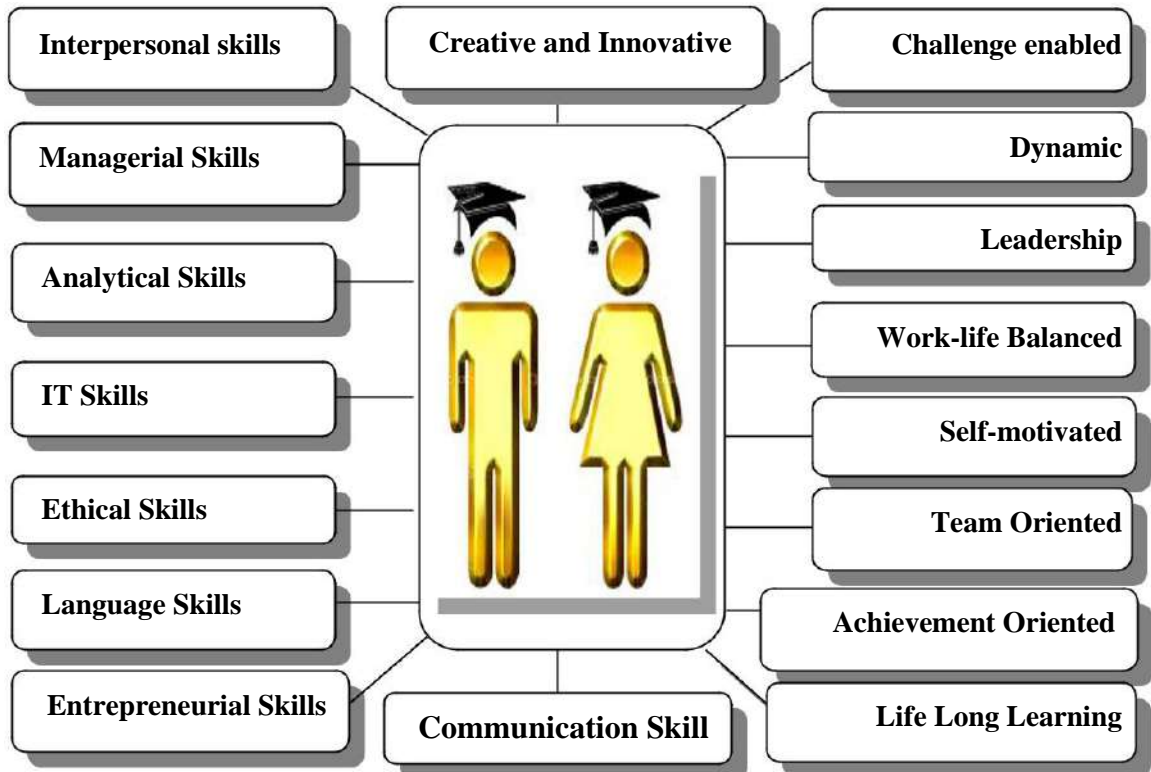 Interpersonal skills
Creative and Innovative
Challenge enabled
Managerial Skills
Dynamic
Leadership
Analytical Skills
Work-life Balanced
IT Skills
Self-motivated
Ethical Skills
Team Oriented
Language Skills
Achievement Oriented
Entrepreneurial Skills
Communication Skill
Life Long Learning